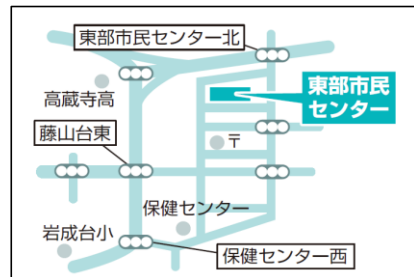 東部市民センター北
東部市民
センター
高蔵寺高
〒
藤山台東
保健センター
岩成台小
保健センター西